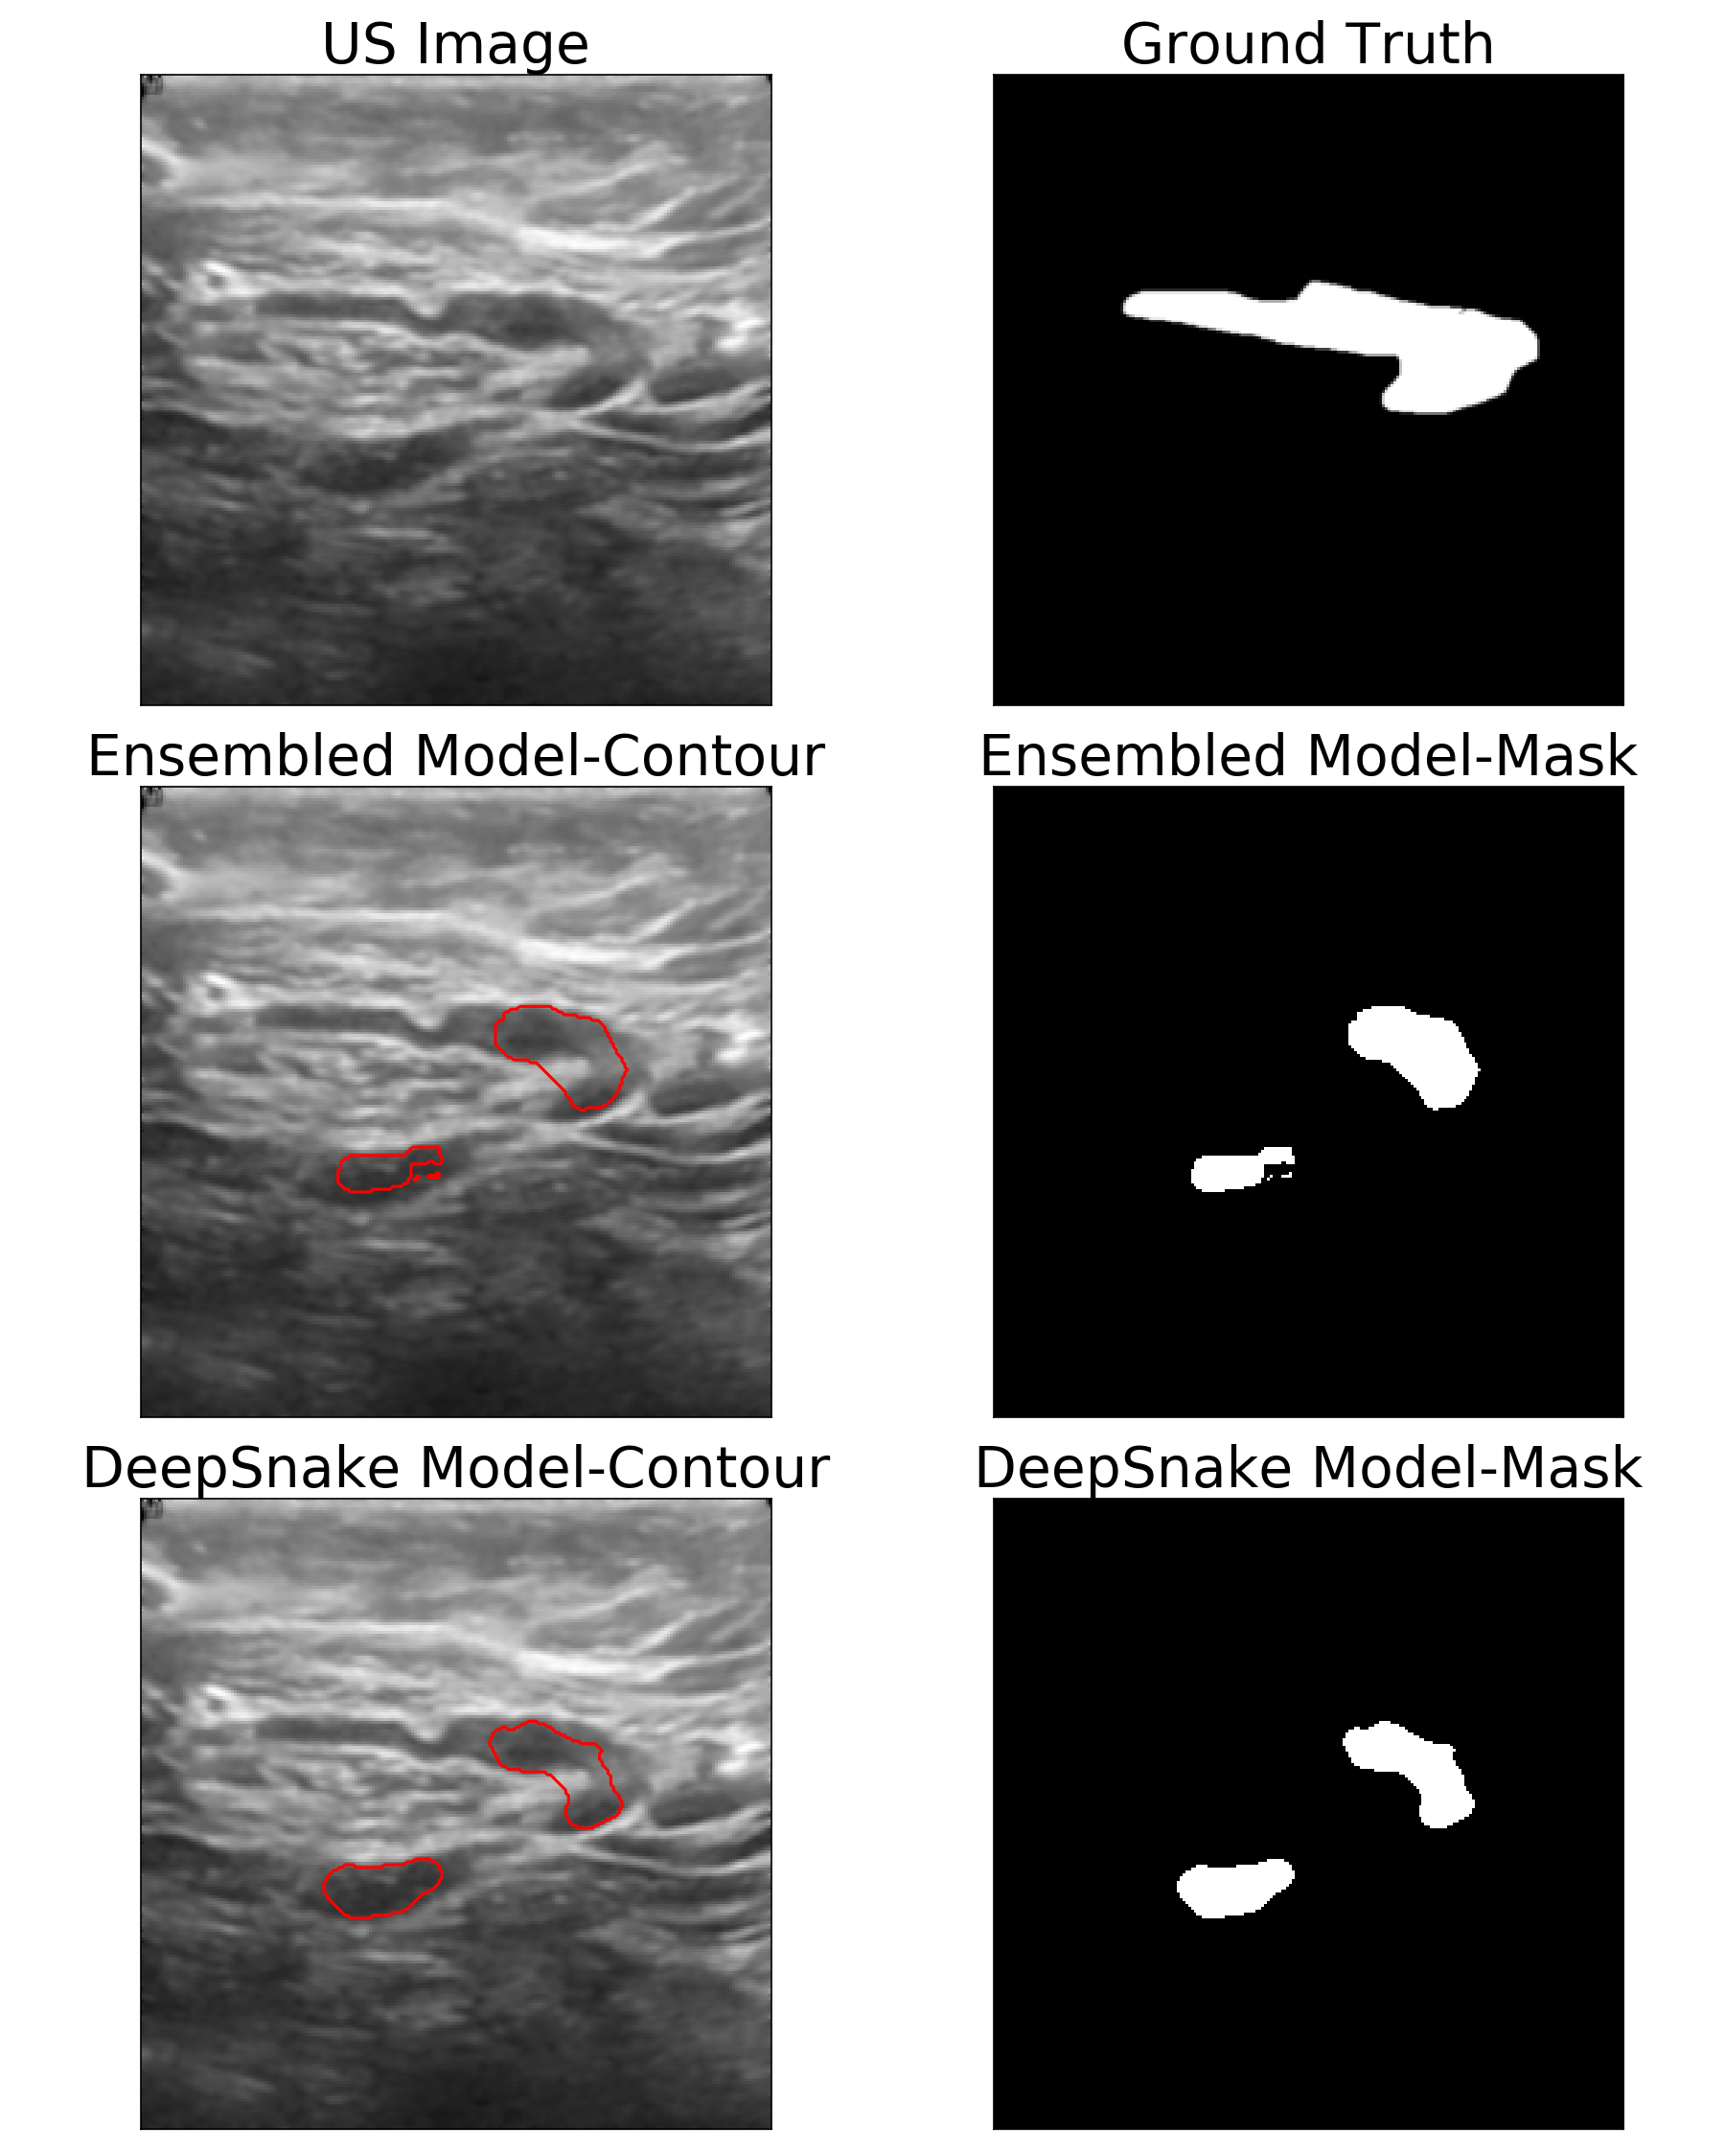 US Image
Ground Truth
Ensembled Model-Contour
Ensembled Model-Mask
DeepSnake Model-Contour
DeepSnake Model-Mask